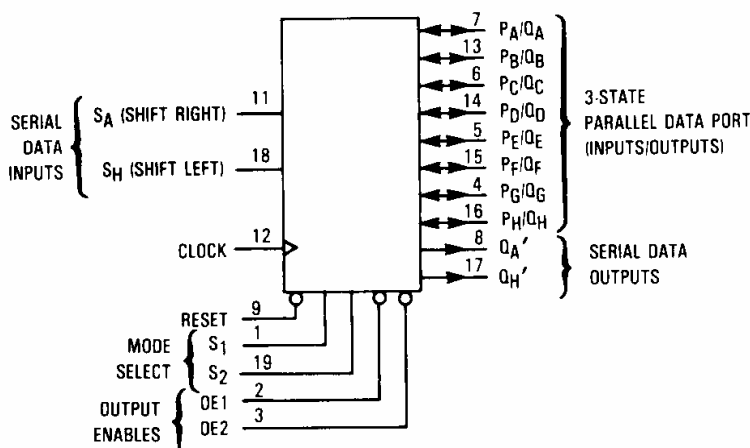 SERIAL
DATA
INPUTS
SA (SHIFT RIGHT)
11
SH (SHIFT LEFT)
18
CLOCK
12
RESET
9
MODE
SELECT
S1
1
S2
19
OUTPUT
ENABLES
OE1
2
OE2
3
7
PA/QA
13
PB/QB
6
PC/QC
14
PD/QD
5
PE/QE
15
PF/QF
4
PG/QG
16
PH/QH
8
QA′
17
QH′
3-STATE
PARALLEL DATA PORT
(INPUTS/OUTPUTS)
SERIAL DATA
OUTPUTS